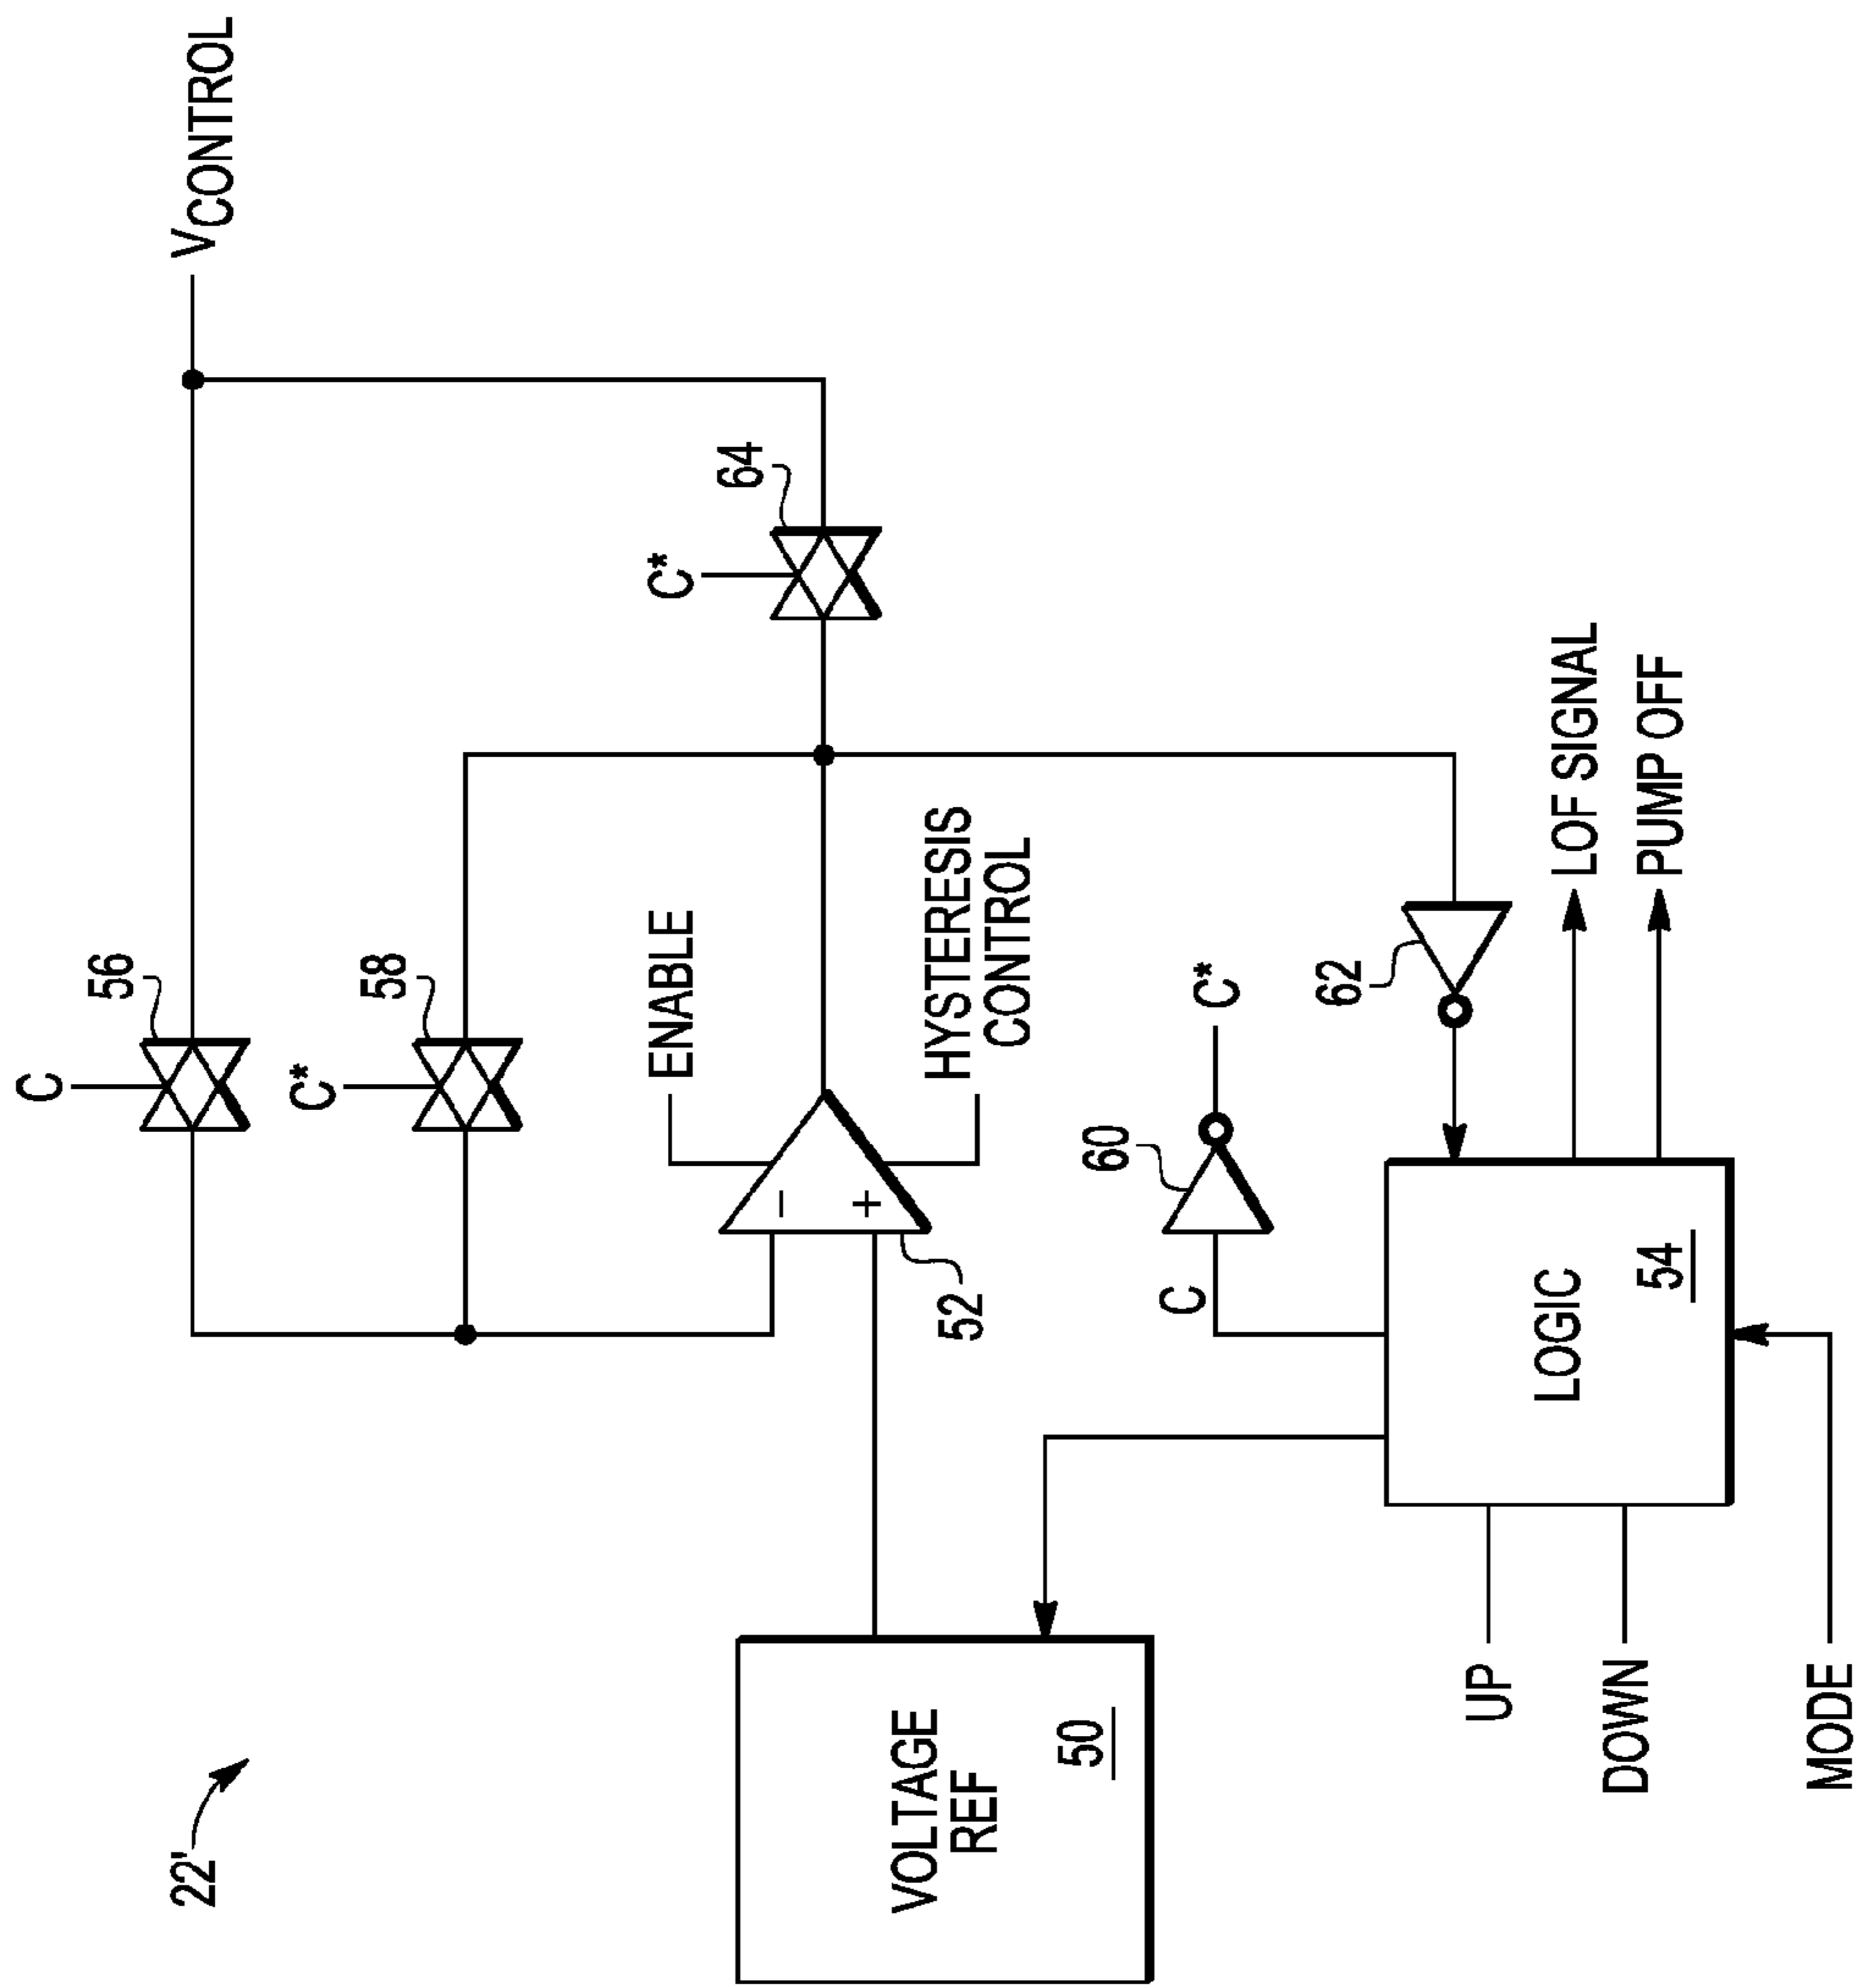 22'
VCONTROL
C
56
C*
58
C*
64
ENABLE
HYSTERESIS
CONTROL
-
+
52
VOLTAGE
REF
50
C
60
C*
62
LOF SIGNAL
PUMP OFF
LOGIC
54
UP
DOWN
MODE